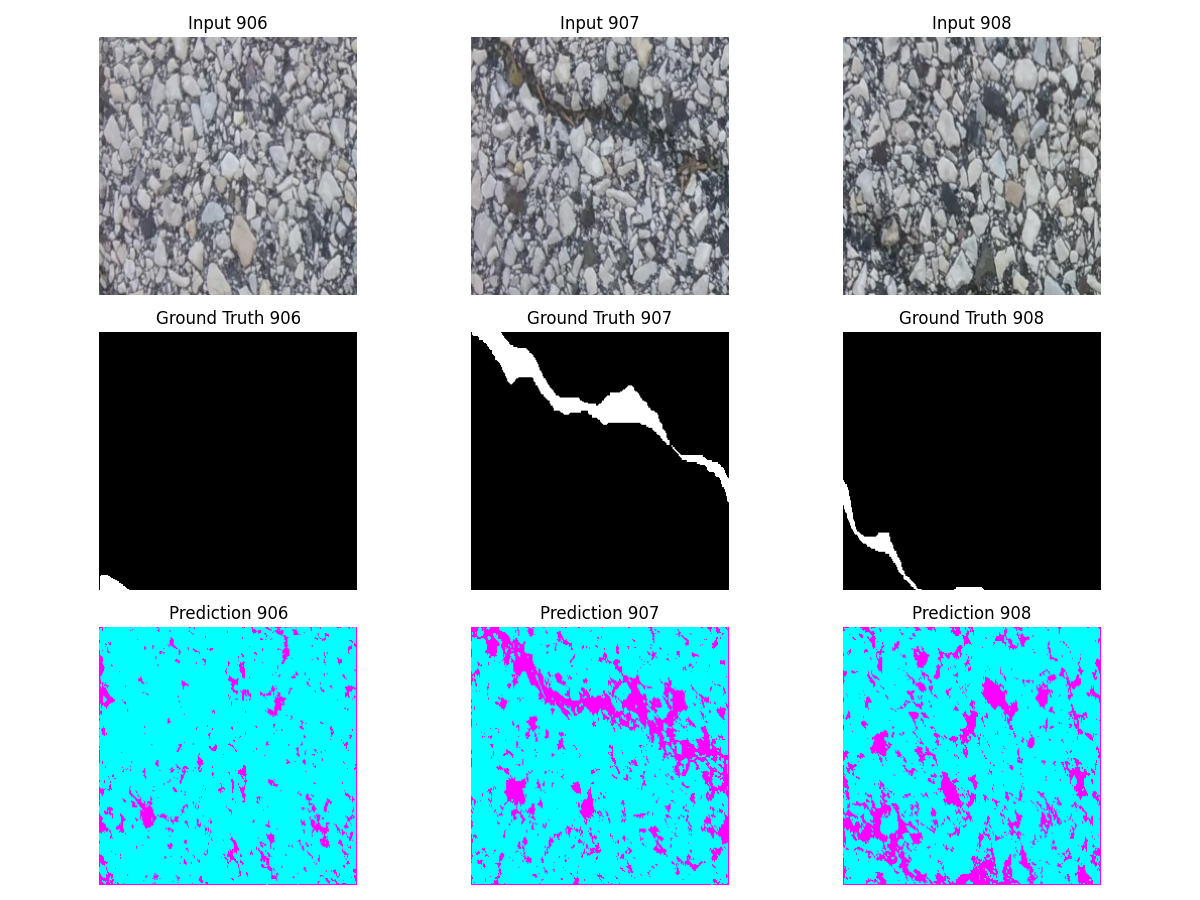 Input 906
Input 907
Input 908
Ground Truth 906
Ground Truth 907
Ground Truth 908
Prediction 906
Prediction 907
Prediction 908